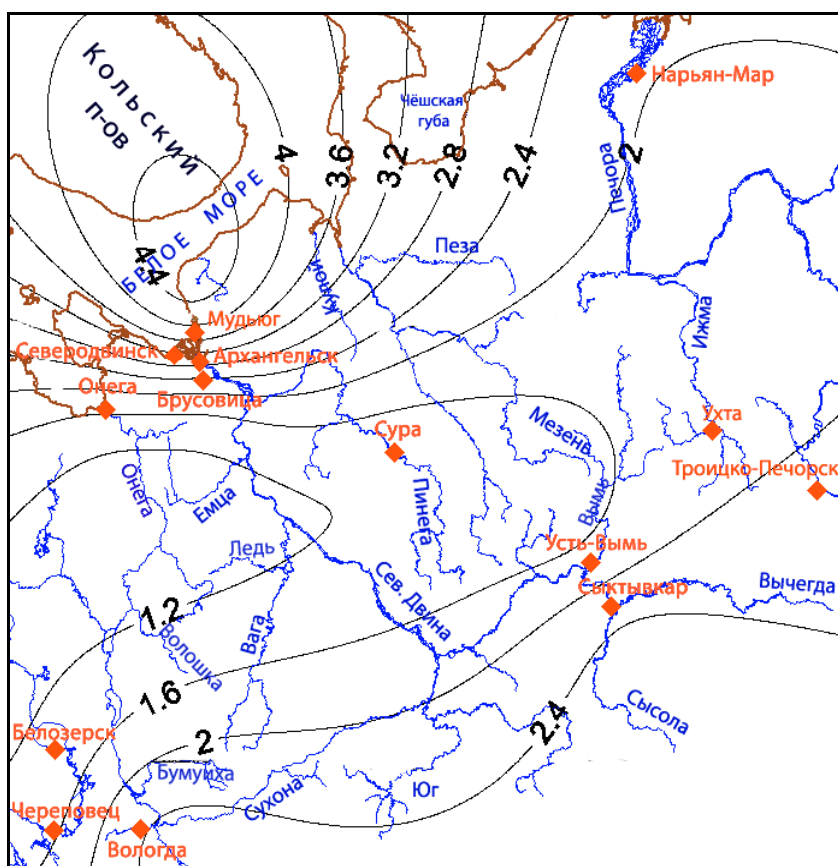 Кольский
п-ов
БРЛОЕ МОРЕ
Чёшская
губа
Нарьян-Мар
Печора
4
3.6
3.2
2.8
2.4
2
4.4
Пеза
Кулой
Ижма
Мудьюг
Северодвинск
Архангельск
Онега
Брусовица
Сура
Мезень
Ухта
Троицко-Печорск
Онега
Емца
Пинега
Вымь
Ледь
Усть-Вымь
Сыктывкар
Вычегда
Сев. Двина
1.2
Волошка
Вага
1.6
2
2.4
Сысола
Белозерск
Бумуиха
Сухона
Юг
Череповец
Вологда